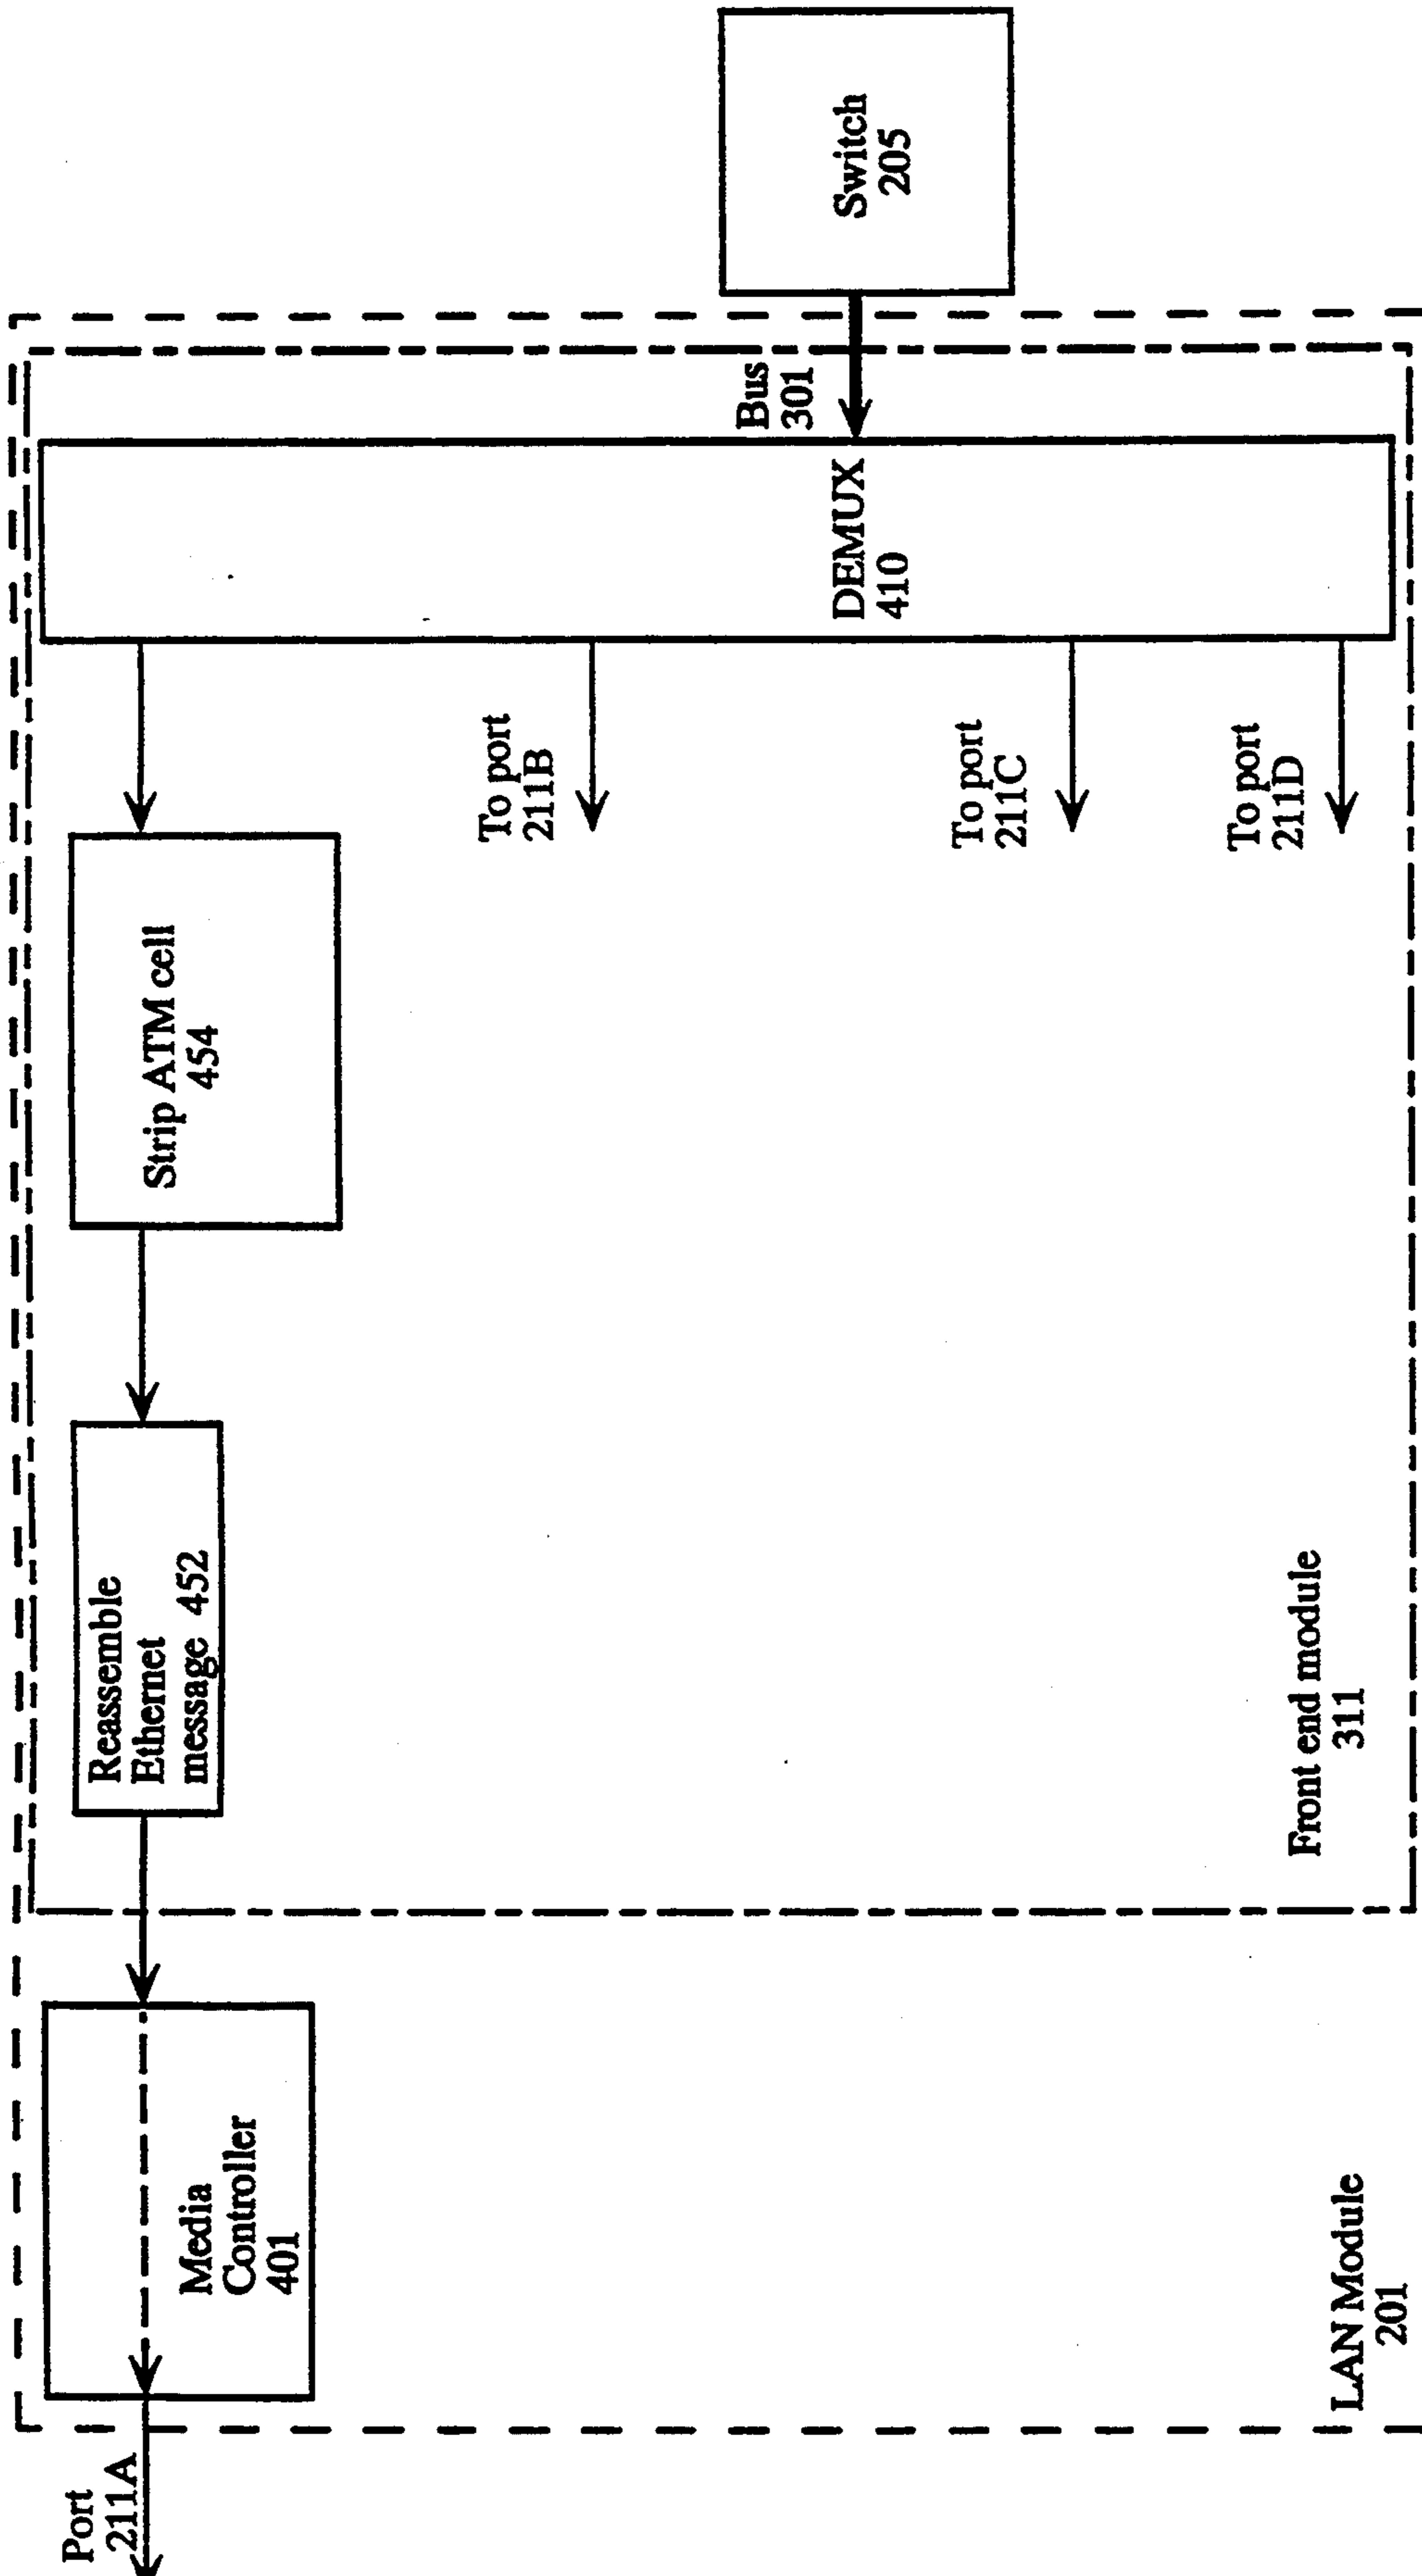 Port
211A
Media
Controller
401
LAN Module
201
Reassemble
Ethernet
message 452
Front end module
311
Strip ATM cell
454
To port
211B
To port
211C
To port
211D
DEMUX
410
Bus
301
Switch
205